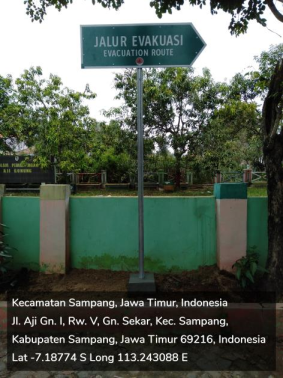 JALUR EVAKUASI
EVACUATION ROUTE
Kecamatan Sampang, Jawa Timur, Indonesia
Jl. Aji Gn. I, Rw. V, Gn. Sekar, Kec. Sampang,
Kabupaten Sampang, Jawa Timur 69216, Indonesia
Lat -7.18774 S Long 113.243088 E